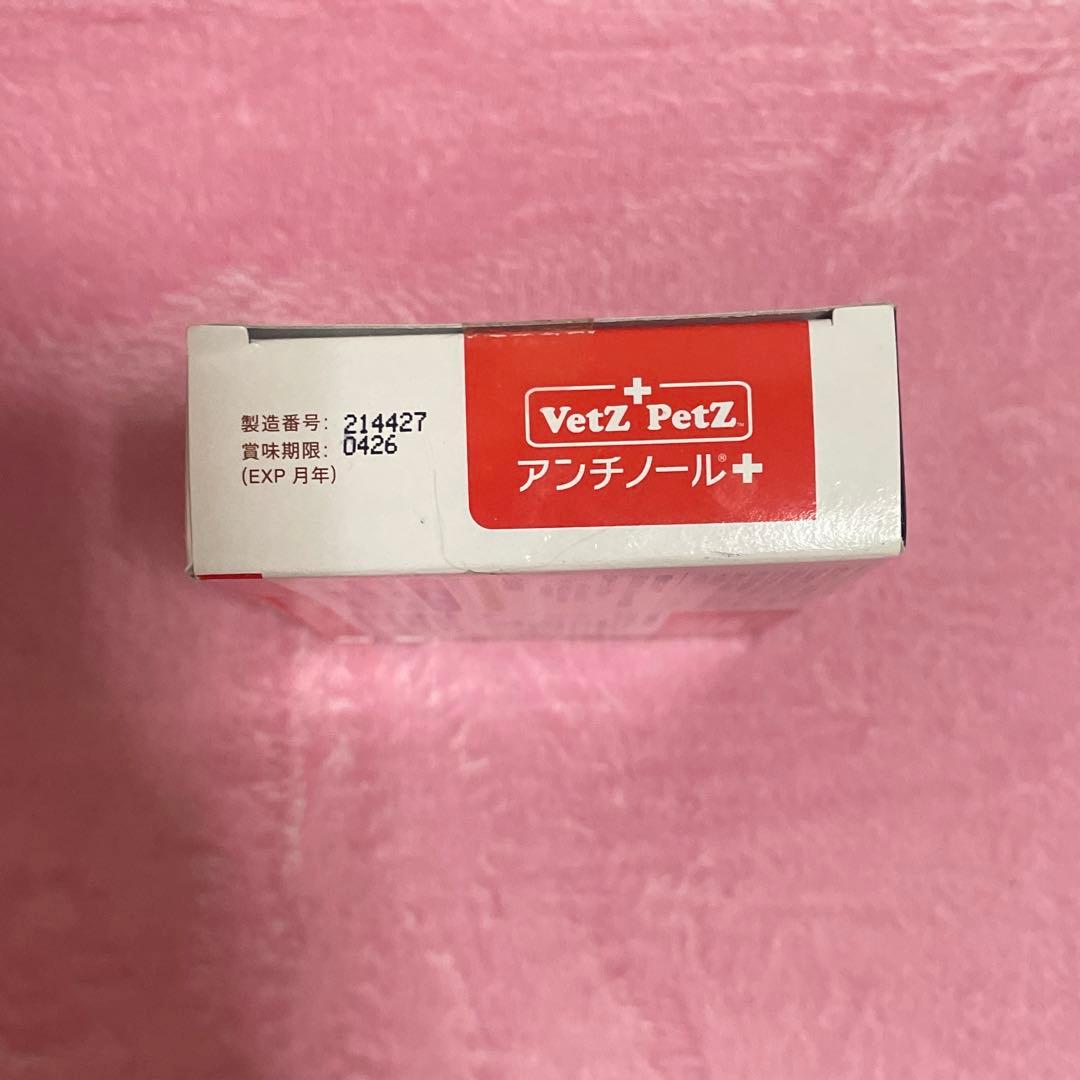 製造番号: 214427
賞味期限: 0426
(EXP 月年)
VetZ PetZ™
アンチノール®+